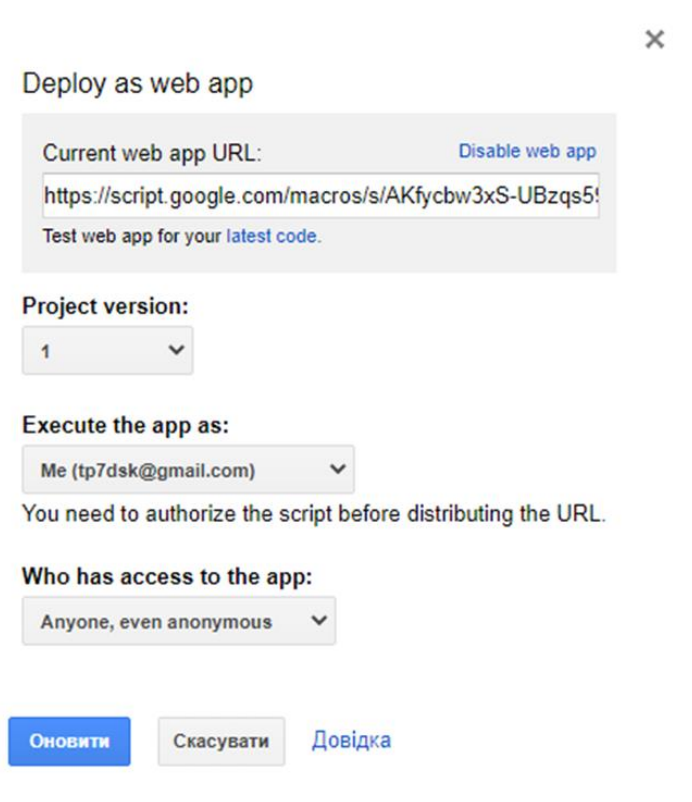 Deploy as web app
Current web app URL: Disable web app
https://script.google.com/macros/s/AKfycbw3xS-UBzqs5
Test web app for your latest code.
Project version:
1
Execute the app as:
Me (tp7dsk@gmail.com)
You need to authorize the script before distributing the URL.
Who has access to the app:
Anyone, even anonymous
Оновити Скасувати Довідка